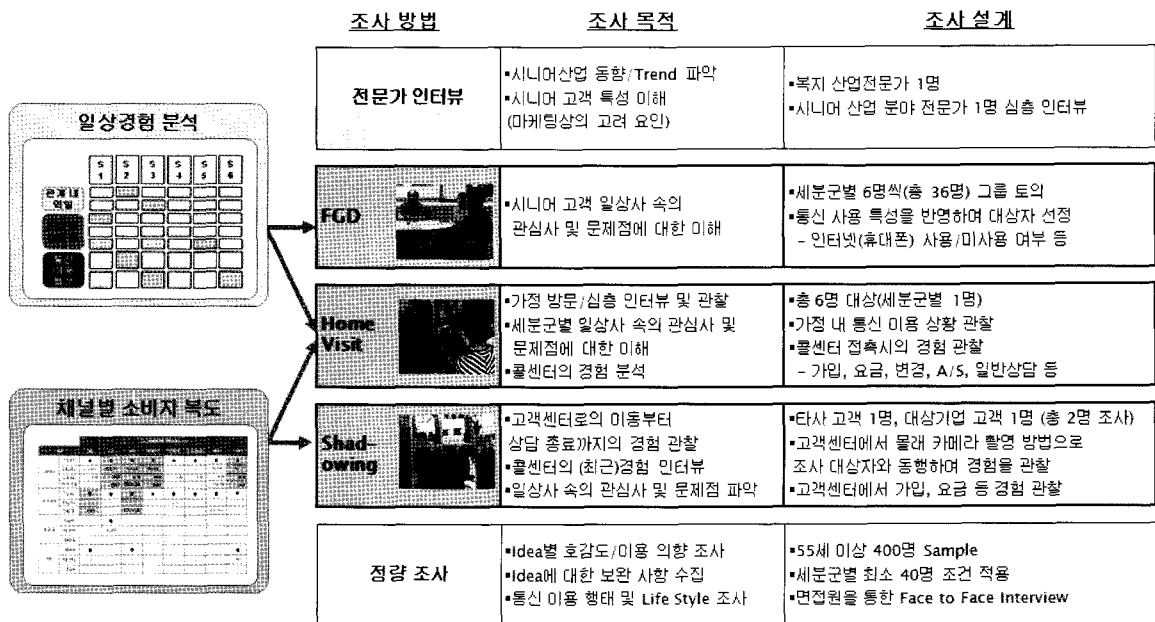 조사 방법
조사 목적
조사 설계
전문가 인터뷰
▪시니어산업 동향/Trend 파악
▪시니어 고객 특성 이해
(마케팅상의 고려 요인)
▪복지 산업전문가 1명
▪시니어 산업 분야 전문가 1명 심층 인터뷰
일상경험 분석
S 1
S 2
S 3
S 4
S 5
S 6
관계 내
역할
FGD
▪시니어 고객 일상사 속의
관심사 및 문제점에 대한 이해
▪세분군별 6명씩(총 36명) 그룹 토의
▪통신 사용 특성을 반영하며 대상자 선정
– 인터넷(휴대폰) 사용/미사용 여부 등
Home
Visit
▪가정 방문/심층 인터뷰 및 관찰
▪세분군별 일상사 속의 관심사 및
문제점에 대한 이해
▪콜센터의 경험 분석
▪총 6명 대상(세분군별 1명)
▪가정 내 통신 이용 상황 관찰
▪콜센터 접촉시의 경험 관찰
– 가입, 요금, 변경, A/S, 일반상담 등
채널별 소비자 복도
Shad-
owing
▪고객센터로의 이동부터
상담 종료까지의 경험 관찰
▪콜센터의 (최근)경험 인터뷰
▪일상사 속의 관심사 및 문제점 파악
▪타사 고객 1명, 대상기업 고객 1명 (총 2명 조사)
▪고객센터에서 몰래 카메라 촬영 방법으로
조사 대상자와 동행하며 경험을 관찰
▪고객센터에서 가입, 요금 등 경험 관찰
정량 조사
▪Idea별 호감도/이용 의향 조사
▪Idea에 대한 보완 사항 수집
▪통신 이용 행태 및 Life Style 조사
▪55세 이상 400명 Sample
▪세분군별 최소 40명 조건 적용
▪면접원을 통한 Face to Face Interview